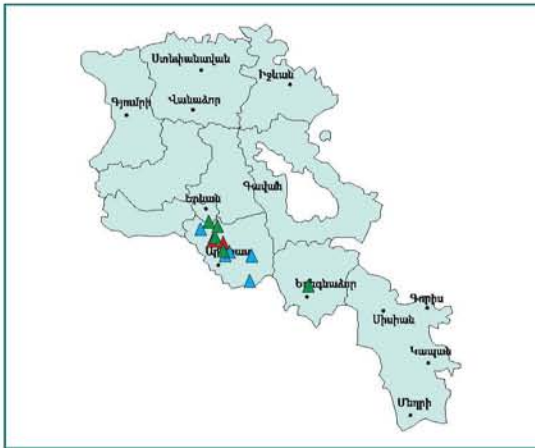 Ստեփանավան
Իջևան
Գյումրի
Վանաձոր
Գավառ
Երևան
Եղեգնաձոր
Գորիս
Սիսիան
Կապան
Մեղրի